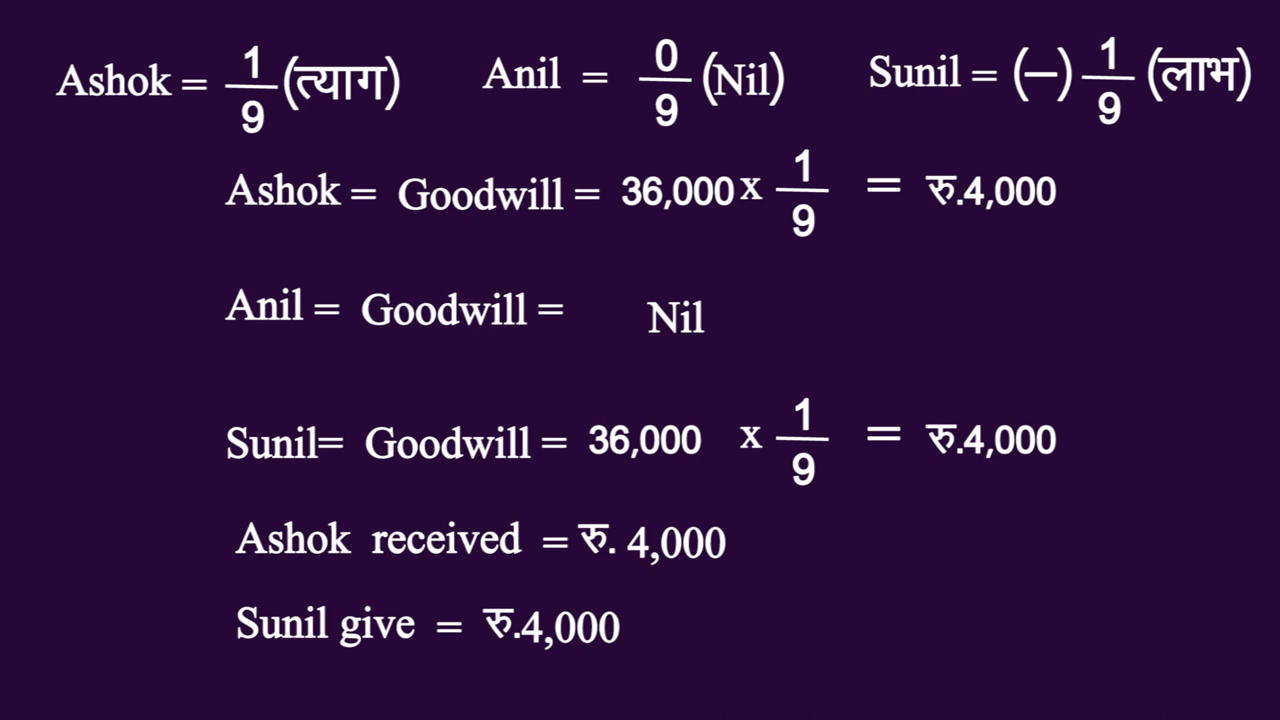 Ashok = 1/9 (त्याग) Anil = 0/9 (Nil) Sunil = (−) 1/9 (लाभ)
Ashok = Goodwill = 36,000 x 1/9 = रु.4,000
Anil = Goodwill = Nil
Sunil= Goodwill = 36,000 x 1/9 = रु.4,000
Ashok received = रु. 4,000
Sunil give = रु.4,000